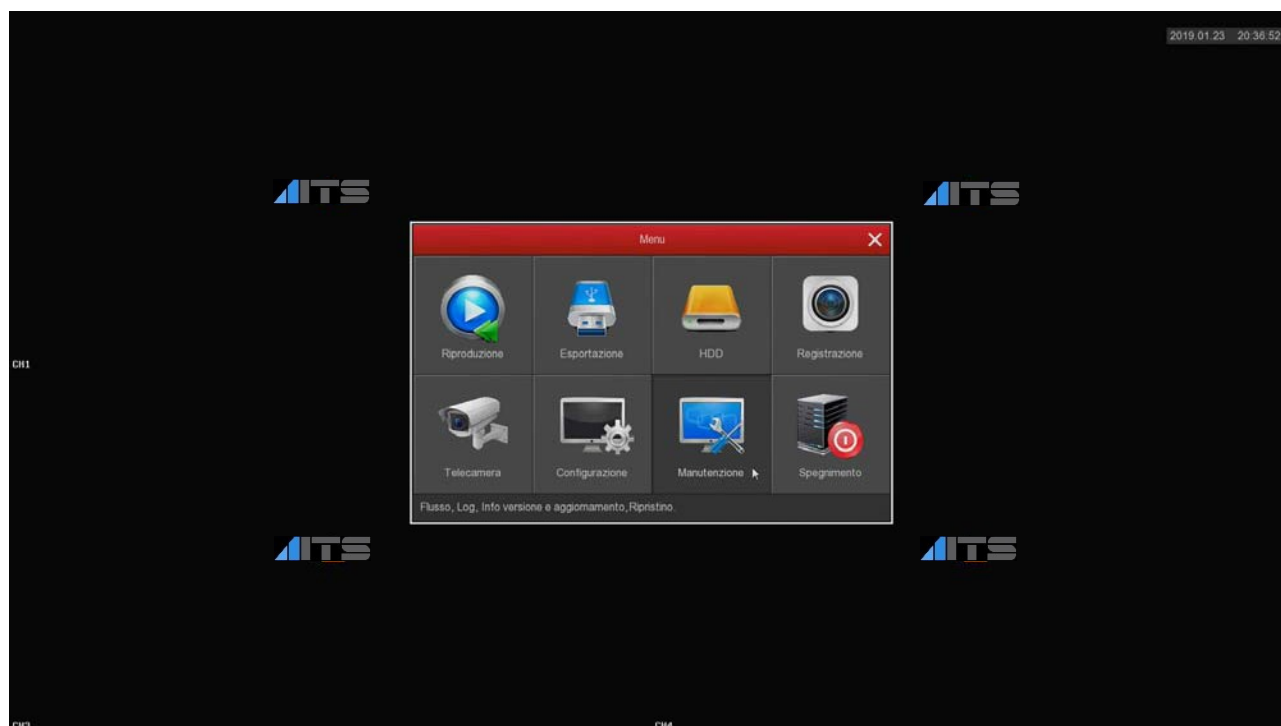 2019.01.23 20:36:52
ITS
ITS
Menu
Riproduzione
Esportazione
HDD
Registrazione
CH1
Telecamera
Configurazione
Manutenzione
Spegnimento
Flusso, Log, Info versione e aggiornamento,Ripristino.
ITS
ITS